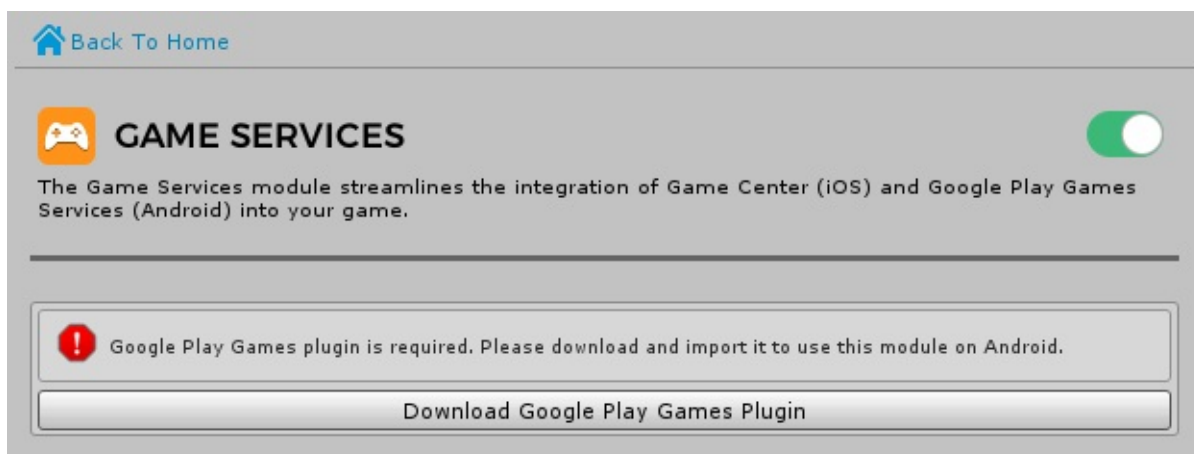 Back To Home
GAME SERVICES
The Game Services module streamlines the integration of Game Center (iOS) and Google Play Games
Services (Android) into your game.
Google Play Games plugin is required. Please download and import it to use this module on Android.
Download Google Play Games Plugin